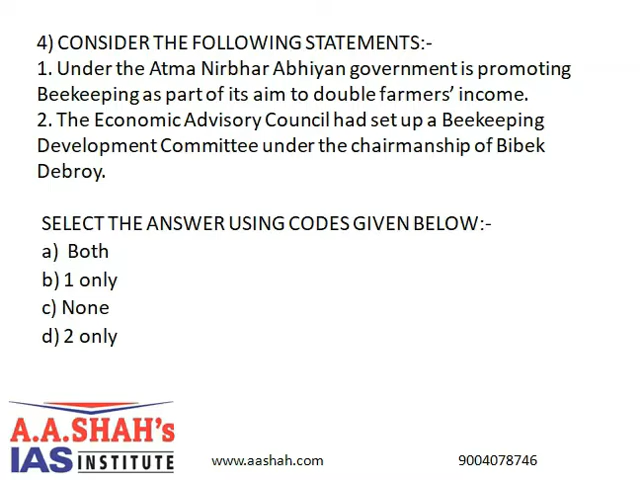 4) CONSIDER THE FOLLOWING STATEMENTS:-
1. Under the Atma Nirbhar Abhiyan government is promoting
Beekeeping as part of its aim to double farmers’ income.
2. The Economic Advisory Council had set up a Beekeeping
Development Committee under the chairmanship of Bibek
Debroy.
SELECT THE ANSWER USING CODES GIVEN BELOW:-
a) Both
b) 1 only
c) None
d) 2 only
A.A.SHAH's
IAS INSTITUTE
www.aashah.com
9004078746